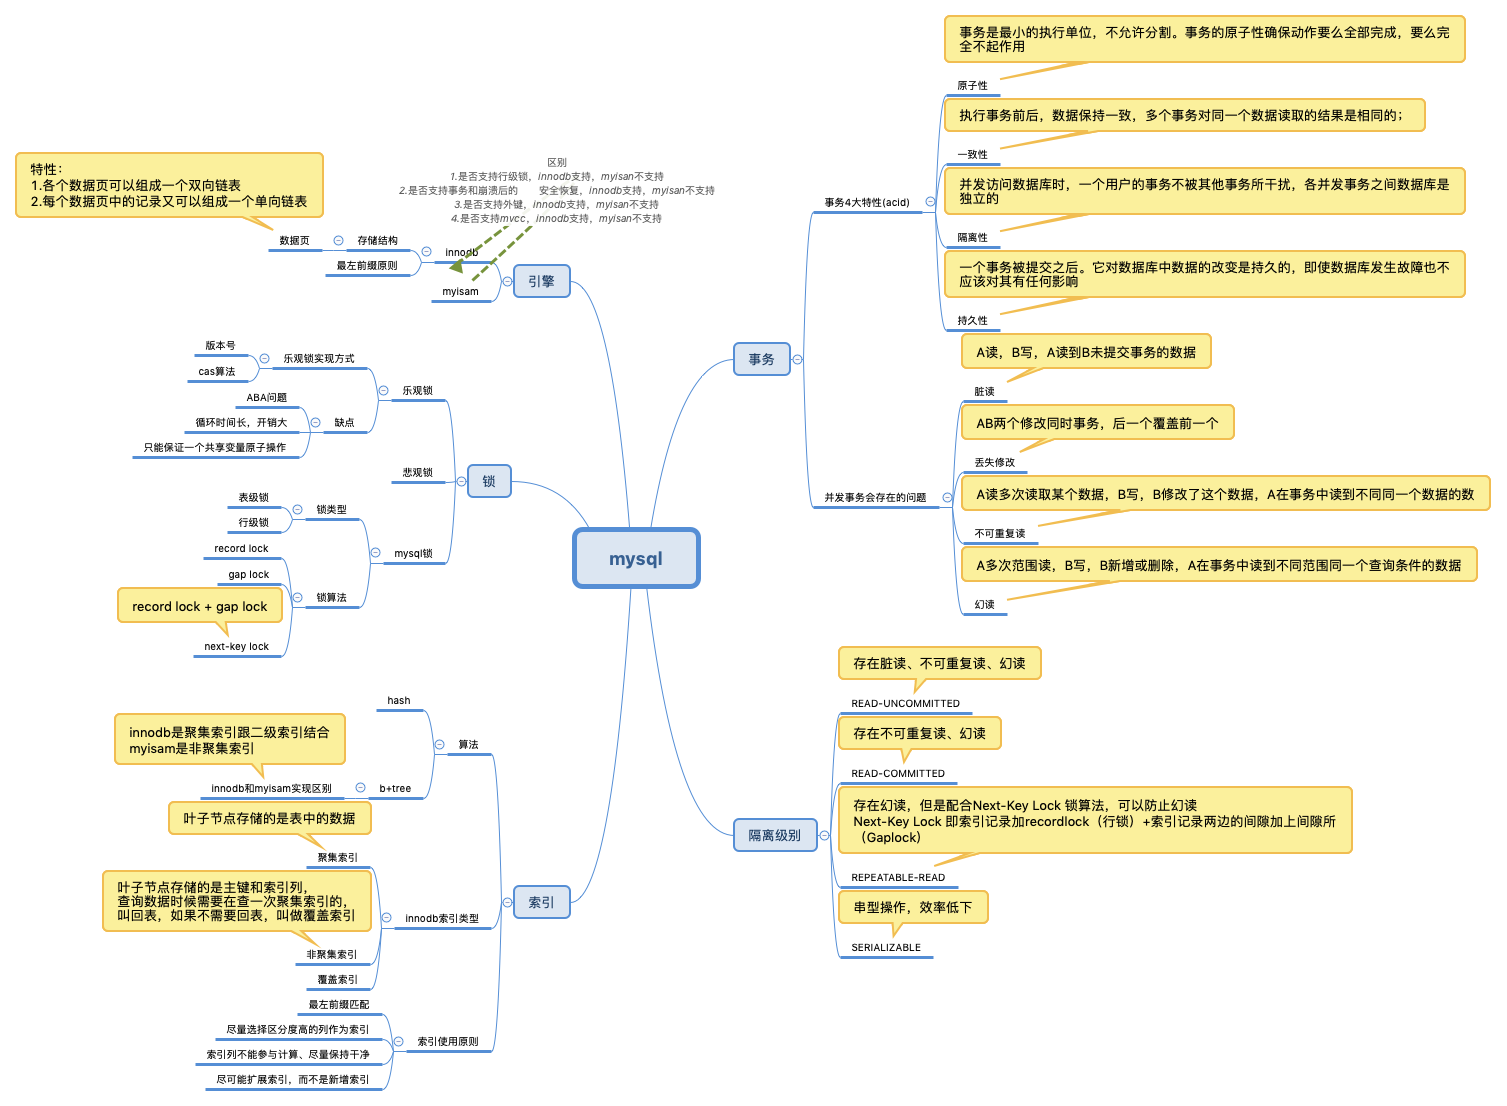 mysql
事务
事务4大特性(acid)
事务是最小的执行单位，不允许分割。事务的原子性确保动作要么全部完成，要么完
全不起作用
原子性
执行事务前后，数据保持一致，多个事务对同一个数据读取的结果是相同的；
一致性
并发访问数据库时，一个用户的事务不被其他事务所干扰，各并发事务之间数据库是
独立的
隔离性
一个事务被提交之后。它对数据库中数据的改变是持久的，即使数据库发生故障也不
应该对其有任何影响
持久性
并发事务会存在的问题
A读，B写，A读到B未提交事务的数据
脏读
AB两个修改同时事务，后一个覆盖前一个
丢失修改
A读多次读取某个数据，B写，B修改了这个数据，A在事务中读到不同同一个数据的数
不可重复读
A多次范围读，B写，B新增或删除，A在事务中读到不同范围同一个查询条件的数据
幻读
隔离级别
存在脏读、不可重复读、幻读
READ-UNCOMMITTED
存在不可重复读、幻读
READ-COMMITTED
存在幻读，但是配合Next-Key Lock 锁算法，可以防止幻读
Next-Key Lock 即索引记录加recordlock（行锁）+索引记录两边的间隙加上间隙所
（Gaplock）
REPEATABLE-READ
串型操作，效率低下
SERIALIZABLE
引擎
区别
1.是否支持行级锁，innodb支持，myisan不支持
2.是否支持事务和崩溃后的 安全恢复，innodb支持，myisan不支持
3.是否支持外键，innodb支持，myisan不支持
4.是否支持mvcc，innodb支持，myisan不支持
innodb
存储结构
数据页
特性：
1.各个数据页可以组成一个双向链表
2.每个数据页中的记录又可以组成一个单向链表
最左前缀原则
myisam
锁
乐观锁
乐观锁实现方式
版本号
cas算法
缺点
ABA问题
循环时间长，开销大
只能保证一个共享变量原子操作
悲观锁
mysql锁
锁类型
表级锁
行级锁
锁算法
record lock
gap lock
record lock + gap lock
next-key lock
索引
算法
hash
b+tree
innodb和myisam实现区别
innodb是聚集索引跟二级索引结合
myisam是非聚集索引
innodb索引类型
叶子节点存储的是表中的数据
聚集索引
叶子节点存储的是主键和索引列，
查询数据时候需要在查一次聚集索引的，
叫回表，如果不需要回表，叫做覆盖索引
非聚集索引
覆盖索引
索引使用原则
最左前缀匹配
尽量选择区分度高的列作为索引
索引列不能参与计算、尽量保持干净
尽可能扩展索引，而不是新增索引